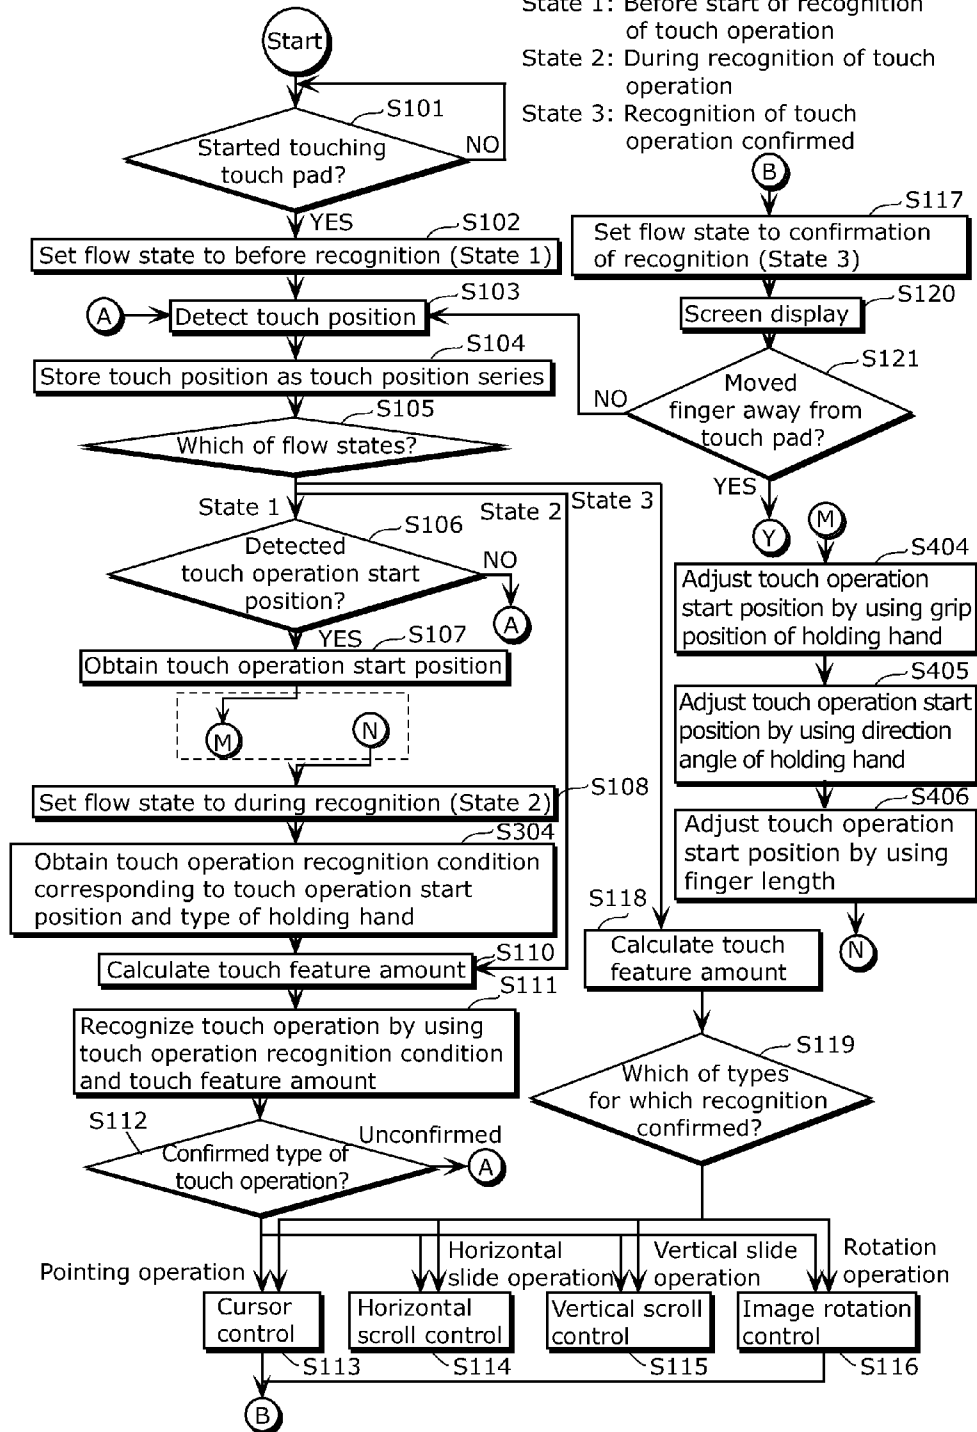 State 1: Before start of recognition
of touch operation
State 2: During recognition of touch
operation
State 3: Recognition of touch
operation confirmed
Start
S101
Started touching
touch pad?
NO
YES
S102
Set flow state to before recognition (State 1)
A
S103
Detect touch position
S104
Store touch position as touch position series
S105
Which of flow states?
State 1
State 2
State 3
S106
Detected
touch operation start
position?
NO
A
YES
S107
Obtain touch operation start position
M
N
S108
Set flow state to during recognition (State 2)
S304
Obtain touch operation recognition condition
corresponding to touch operation start
position and type of holding hand
S110
Calculate touch feature amount
S111
Recognize touch operation by using
touch operation recognition condition
and touch feature amount
S112
Confirmed type of
touch operation?
Unconfirmed
A
B
S117
Set flow state to confirmation
of recognition (State 3)
S120
Screen display
S121
Moved
finger away from
touch pad?
NO
YES
Y
M
S404
Adjust touch operation
start position by using grip
position of holding hand
S405
Adjust touch operation start
position by using direction
angle of holding hand
S406
Adjust touch operation
start position by using
finger length
N
S118
Calculate touch
feature amount
S119
Which of types
for which recognition
confirmed?
Pointing operation
Horizontal
slide operation
Vertical slide
operation
Rotation
operation
Cursor
control
Horizontal
scroll control
Vertical scroll
control
Image rotation
control
S113
S114
S115
S116
B